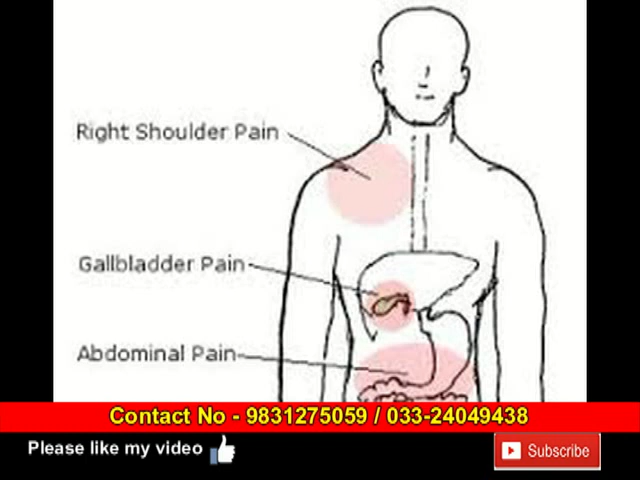 Right Shoulder Pain
Gallbladder Pain
Abdominal Pain
Contact No - 9831275059 / 033-24049438
Please like my video
Subscribe